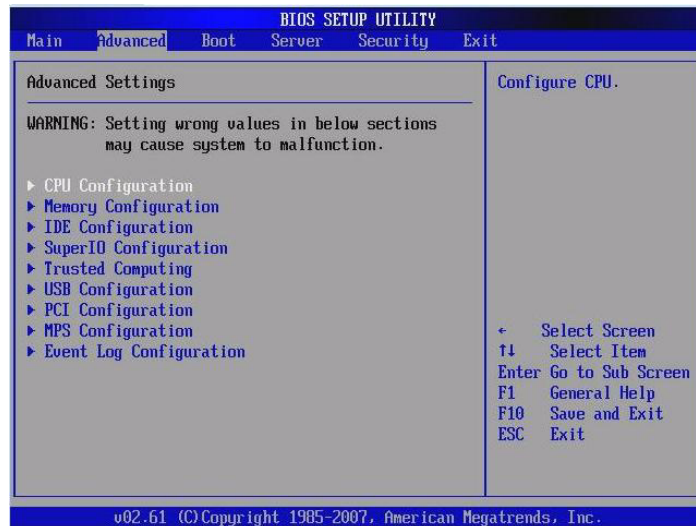 BIOS SETUP UTILITY
Main Advanced Boot Server Security Exit
Advanced Settings
WARNING: Setting wrong values in below sections
may cause system to malfunction.
▶ CPU Configuration
▶ Memory Configuration
▶ IDE Configuration
▶ SuperIO Configuration
▶ Trusted Computing
▶ USB Configuration
▶ PCI Configuration
▶ MPS Configuration
▶ Event Log Configuration
Configure CPU.
← Select Screen
↑↓ Select Item
Enter Go to Sub Screen
F1 General Help
F10 Save and Exit
ESC Exit
v02.61 (C)Copyright 1985-2007, American Megatrends, Inc.